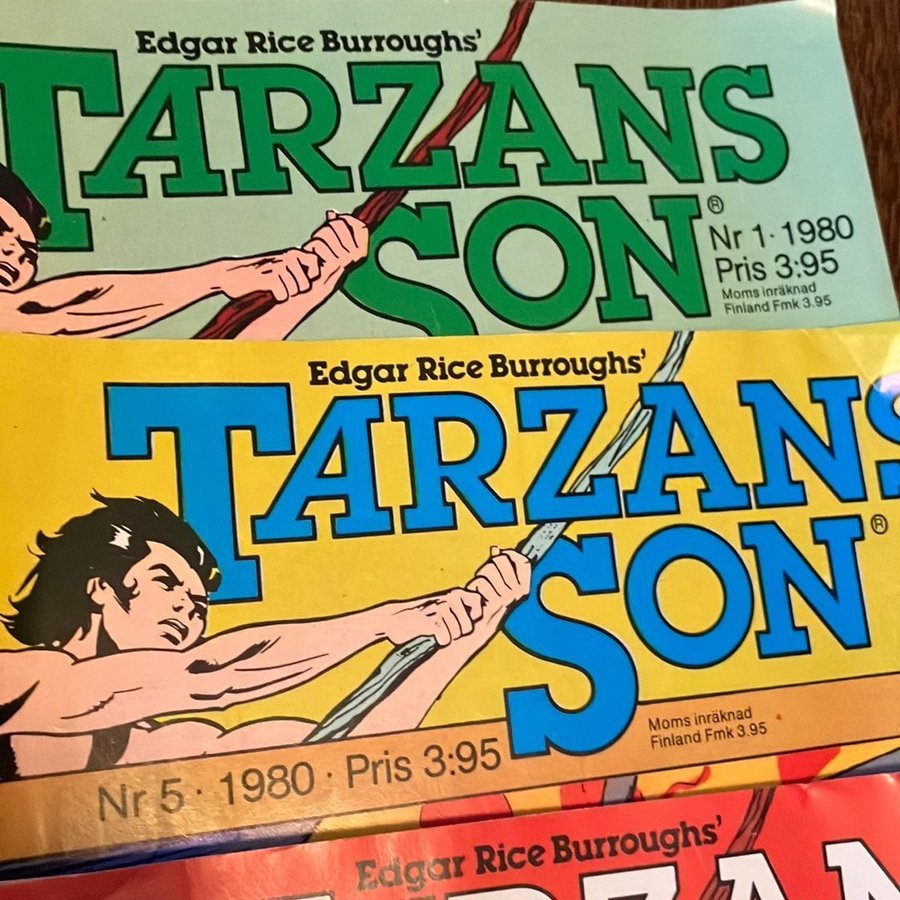 Edgar Rice Burroughs'
TARZANS
SON®
Nr 1 · 1980
Pris 3:95
Moms inräknad
Finland Fmk 3.95
Edgar Rice Burroughs'
TARZANS
SON®
Moms inräknad
Finland Fmk 3.95
Nr 5 · 1980 · Pris 3:95
Edgar Rice Burroughs'